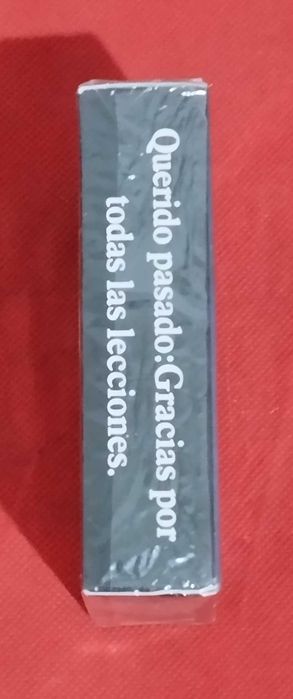 Querido pasado:Gracias por
todas las lecciones.